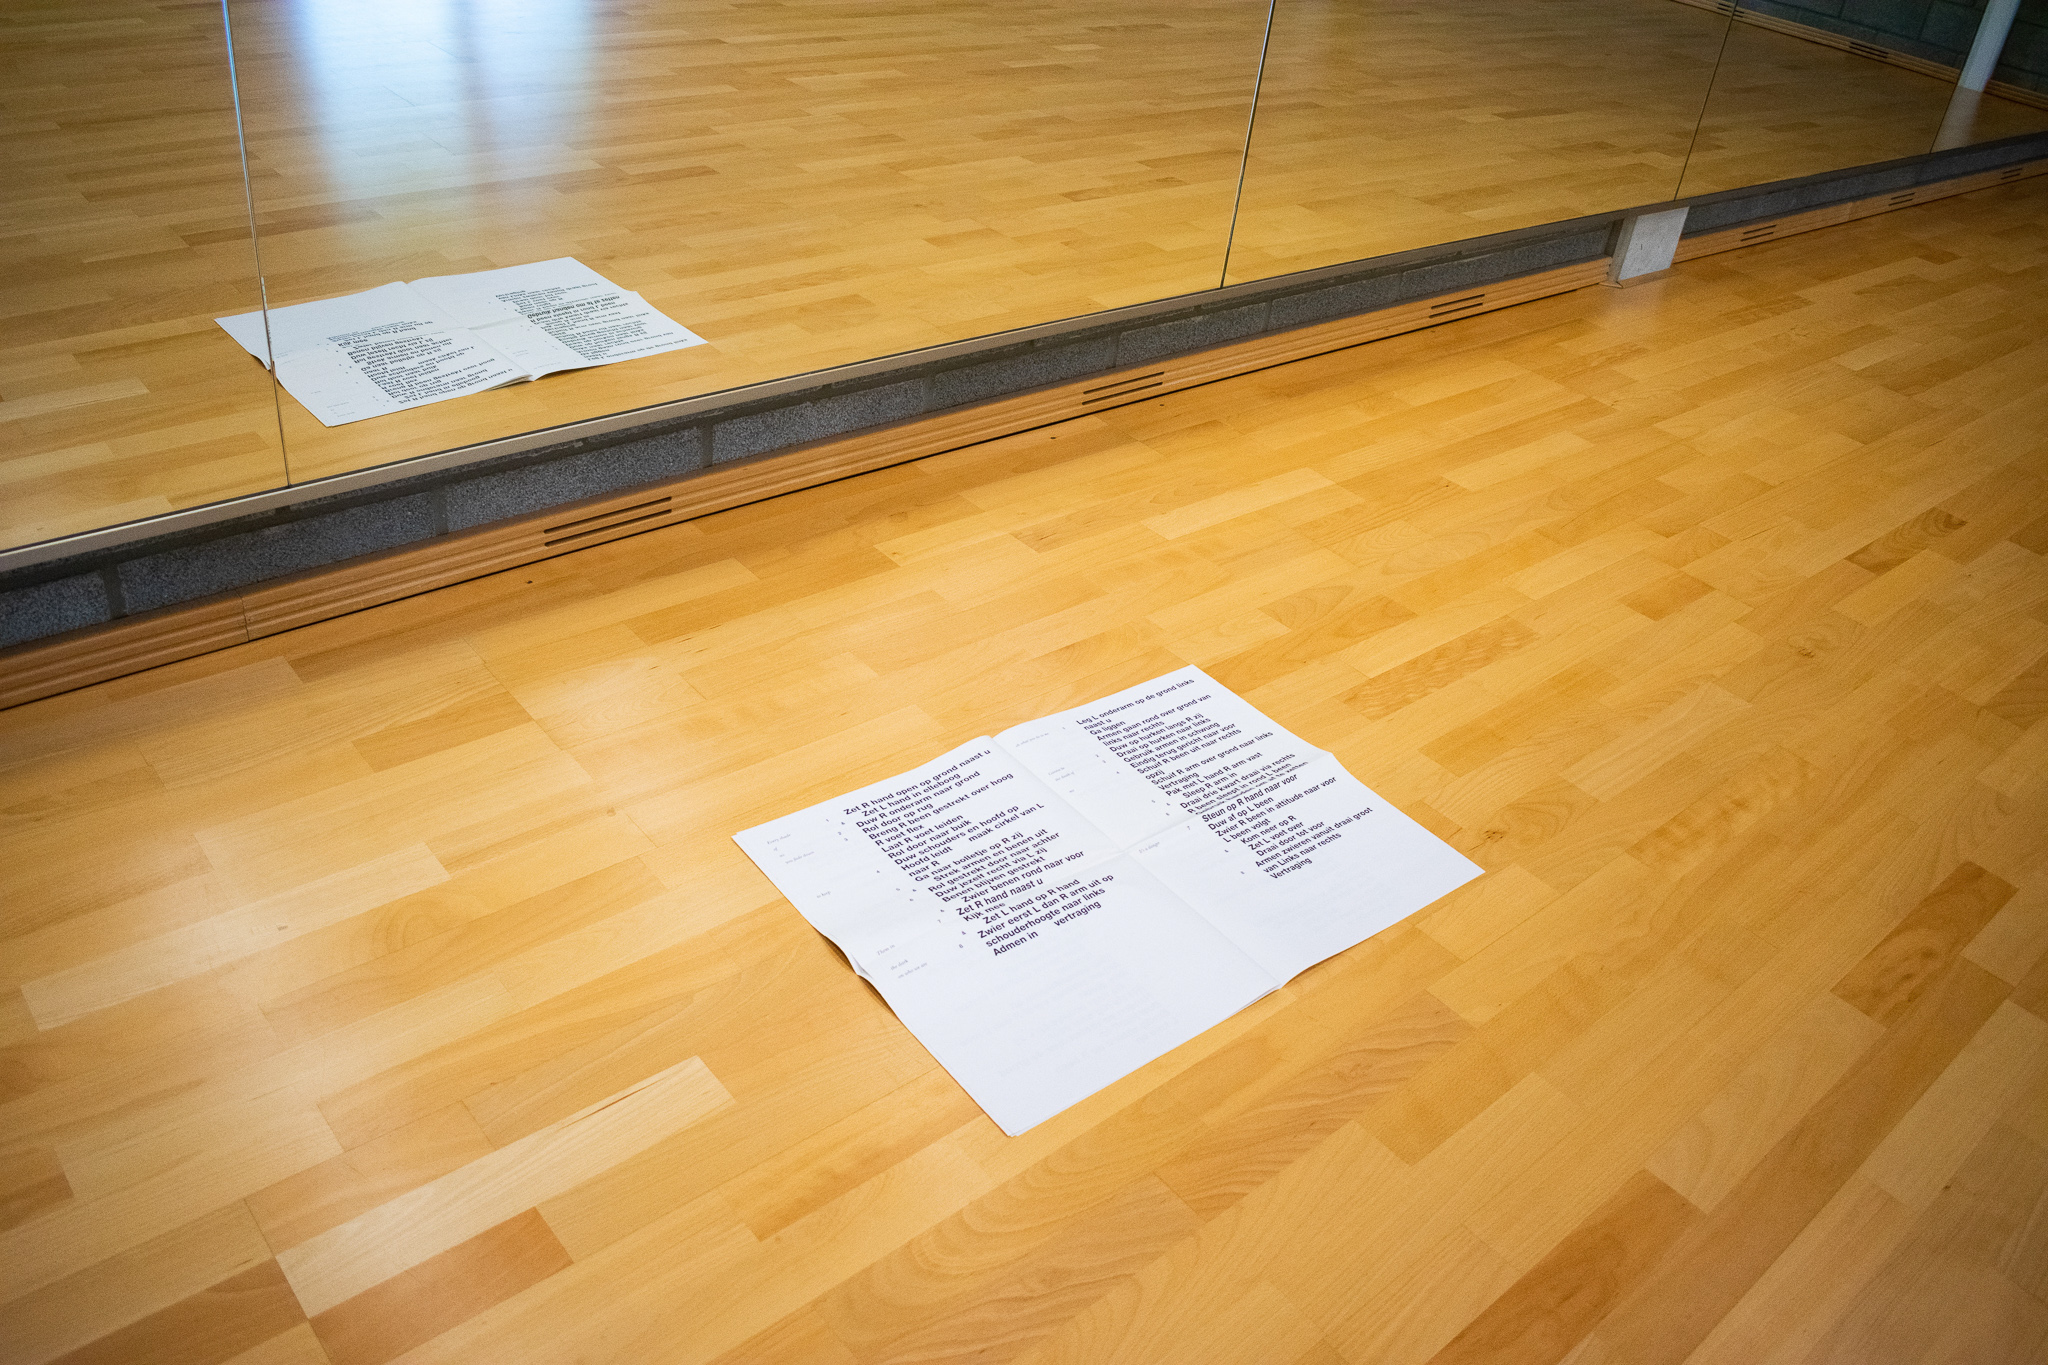 Zet R hand open op grond naast u
Zet L hand in elleboog
Duw R onderarm naar grond
Rol door op rug
Breng R been gestrekt over hoog
R voet flex
Laat R voet leiden
Rol door naar buik
Duw schouders en hoofd op
Hoofd leidt maak cirkel van L
naar R
Ga naar bolletje op R zij
Strek armen en benen uit
Rol gestrekt door naar achter
Duw jezelf recht via L zij
Benen blijven gestrekt
Zwier benen rond naar voor
Zet R hand naast u
Kijk mee
Zet L hand op R hand
Zwier eerst L dan R arm uit op
schouderhoogte naar links
Admen in vertraging
Leg L onderarm op de grond links
naast u
Ga liggen
Armen gaan rond over grond van
links naar rechts
Duw op hurken langs R zij
Draai op hurken naar links
Gebruik armen in schwung
Eindig terug gericht naar voor
Schuif R been uit naar rechts
opzij
Schuif R arm over grond naar links
Vertraging
Pak met L hand R arm vast
Sleep R arm in
Draai drie kwart draai via rechts
R been sleept in rond L been
Steun op R hand naar voor
Duw af op L been
Zwier R been in attitude naar voor
L been volgt
Kom neer op R
Zet L voet over
Draai door tot voor
Armen zwieren vanuit draai groot
van Links naar rechts
Vertraging